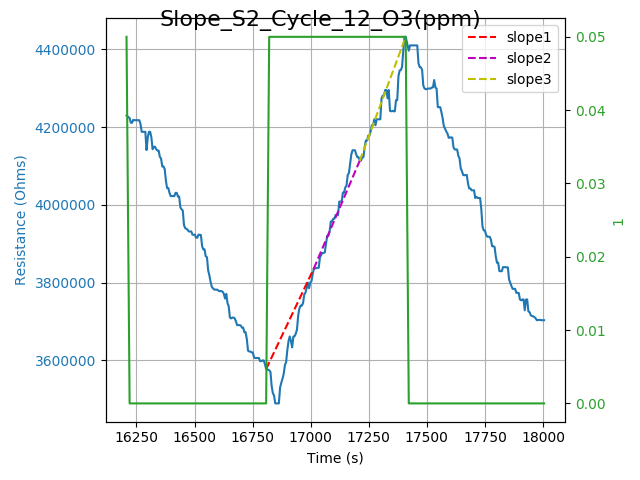 Slope_S2_Cycle_12_O3(ppm)
slope1
slope2
slope3
4400000
4200000
4000000
3800000
3600000
Resistance (Ohms)
0.05
0.04
0.03
0.02
0.01
0.00
1
16250 16500 16750 17000 17250 17500 17750 18000
Time (s)